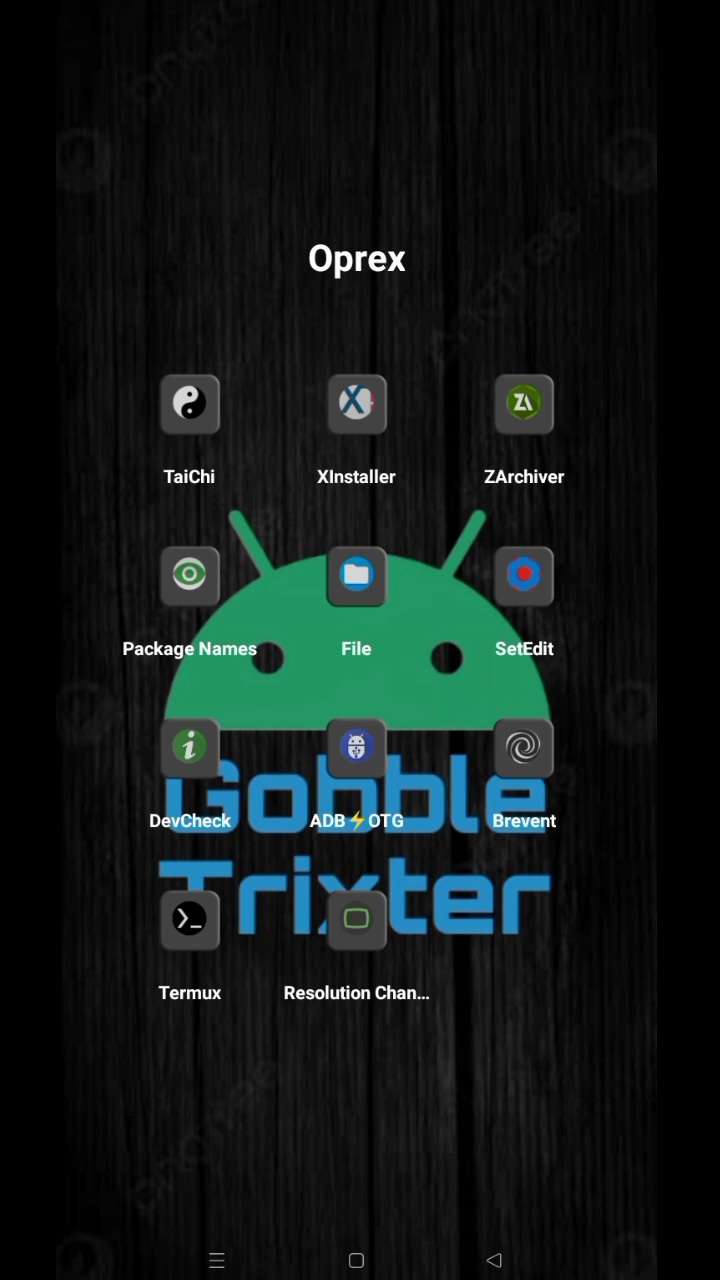 Oprex
TaiChi
XInstaller
ZArchiver
Package Names
File
SetEdit
Gobble
DevCheck
ADB⚡OTG
Brevent
Trixter
Termux
Resolution Chan...